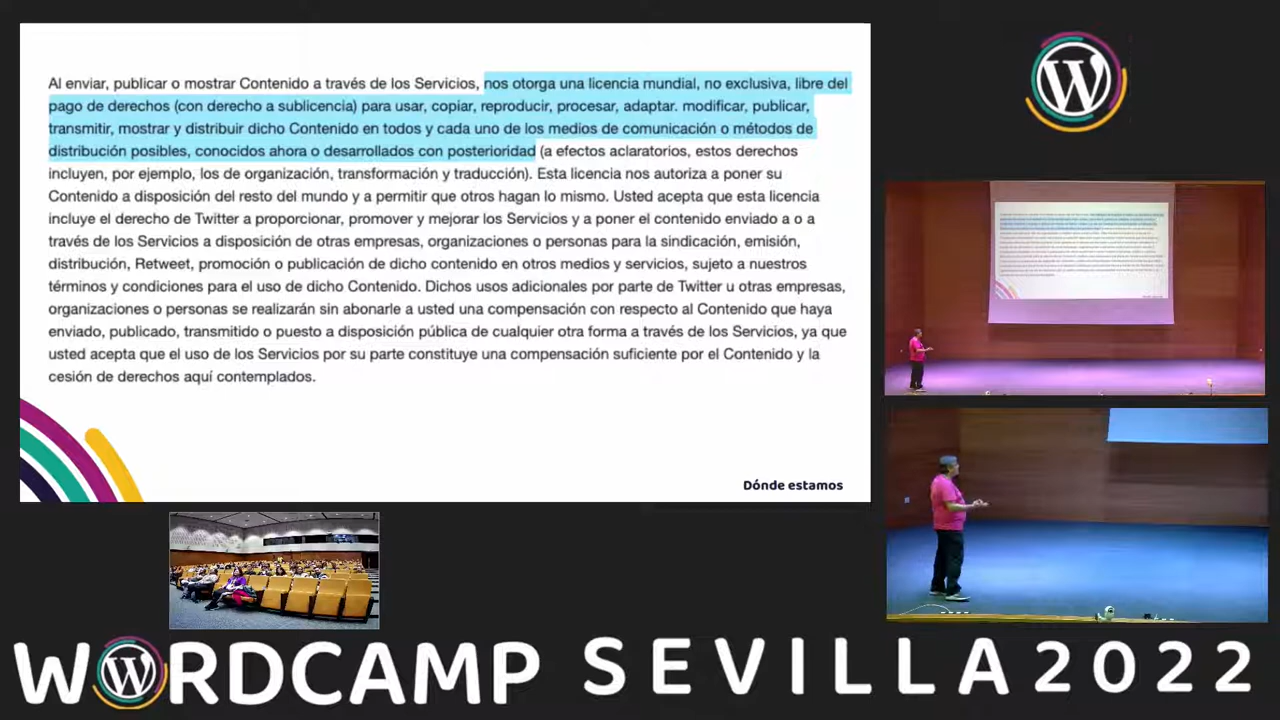 Al enviar, publicar o mostrar Contenido a través de los Servicios, nos otorga una licencia mundial, no exclusiva, libre del
pago de derechos (con derecho a sublicencia) para usar, copiar, reproducir, procesar, adaptar. modificar, publicar,
transmitir, mostrar y distribuir dicho Contenido en todos y cada uno de los medios de comunicación o métodos de
distribución posibles, conocidos ahora o desarrollados con posterioridad (a efectos aclaratorios, estos derechos
incluyen, por ejemplo, los de organización, transformación y traducción). Esta licencia nos autoriza a poner su
Contenido a disposición del resto del mundo y a permitir que otros hagan lo mismo. Usted acepta que esta licencia
incluye el derecho de Twitter a proporcionar, promover y mejorar los Servicios y a poner el contenido enviado a o a
través de los Servicios a disposición de otras empresas, organizaciones o personas para la sindicación, emisión,
distribución, Retweet, promoción o publicación de dicho Contenido en otros medios y servicios, sujeto a nuestros
términos y condiciones para el uso de dicho Contenido. Dichos usos adicionales por parte de Twitter u otras empresas,
organizaciones o personas se realizarán sin abonarle a usted una compensación con respecto al Contenido que haya
enviado, publicado, transmitido o puesto a disposición pública de cualquier otra forma a través de los Servicios, ya que
usted acepta que el uso de los Servicios por su parte constituye una compensación suficiente por el Contenido y la
cesión de derechos aquí contemplados.
Dónde estamos
WORDCAMP SEVILLA 2022